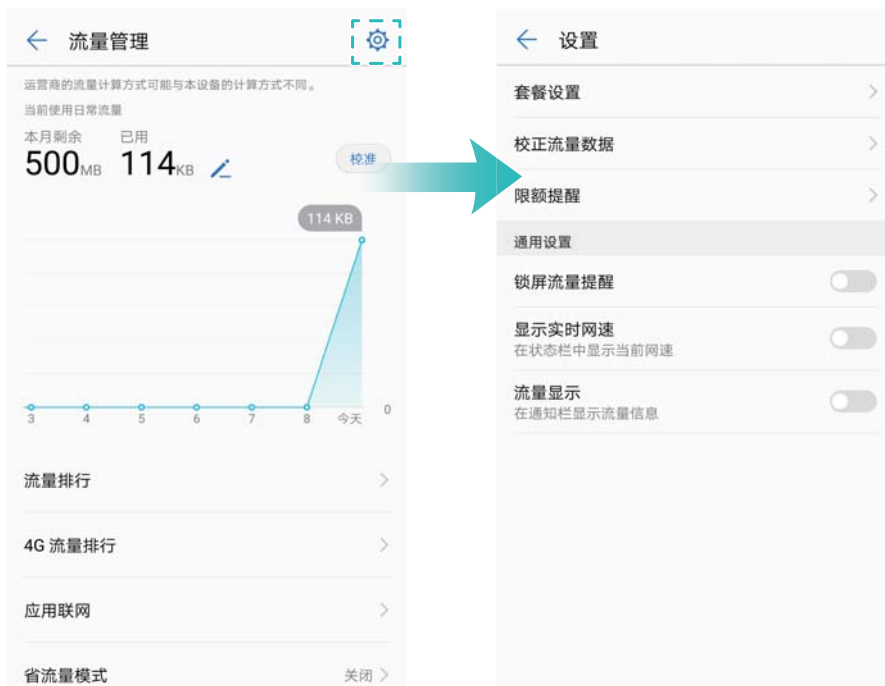 流量管理
运营商的流量计算方式可能与本设备的计算方式不同。
当前使用日常流量
本月剩余 已用
500MB 114KB 校准
114 KB
0
3 4 5 6 7 8 今天
流量排行
4G 流量排行
应用联网
省流量模式 关闭
设置
套餐设置
校正流量数据
限额提醒
通用设置
锁屏流量提醒
显示实时网速
在状态栏中显示当前网速
流量显示
在通知栏显示流量信息